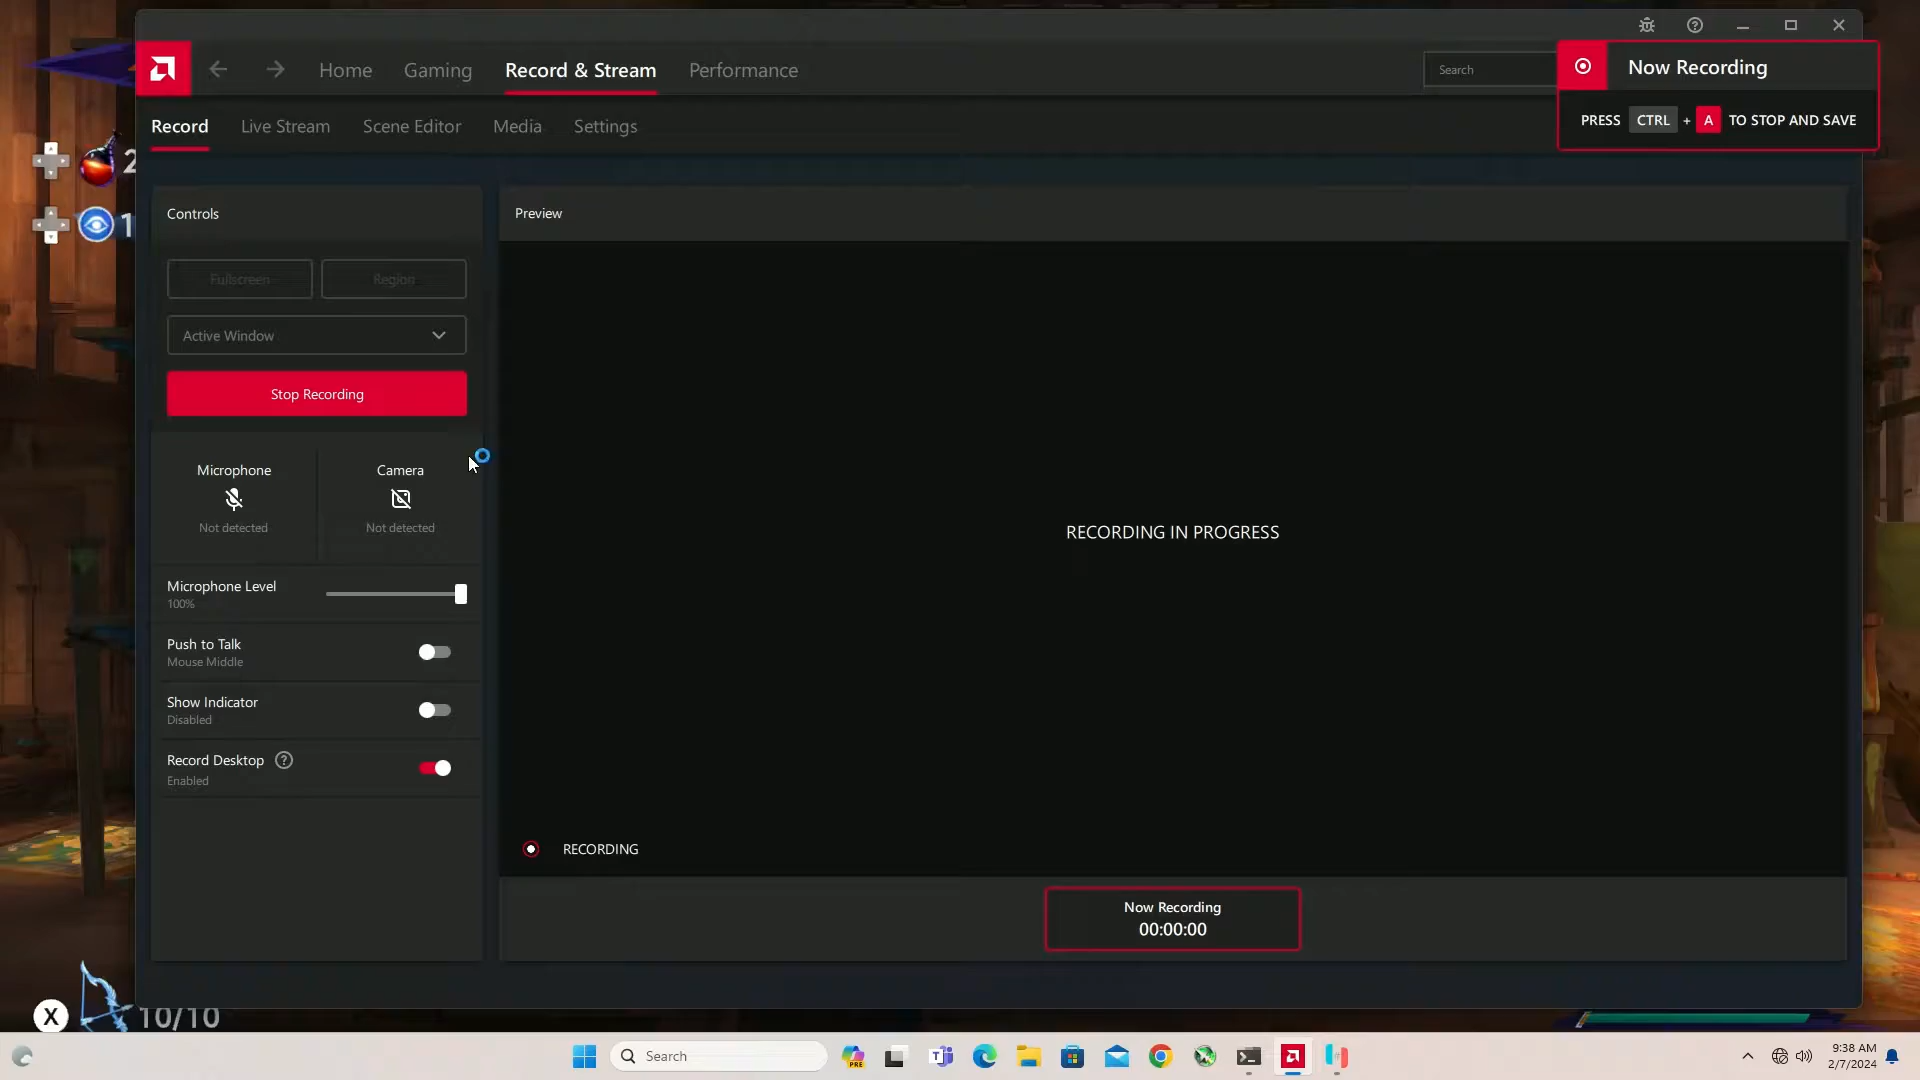 Home
Gaming
Record & Stream
Performance
Search
Now Recording
PRESS CTRL + A TO STOP AND SAVE
Record
Live Stream
Scene Editor
Media
Settings
2
1
Controls
Preview
Fullscreen
Region
Active Window
Stop Recording
Microphone
Camera
Not detected
Not detected
RECORDING IN PROGRESS
Microphone Level
100%
Push to Talk
Mouse Middle
Show Indicator
Disabled
Record Desktop
Enabled
RECORDING
Now Recording
00:00:00
X
10/10
Search
PRE
9:38 AM
2/7/2024